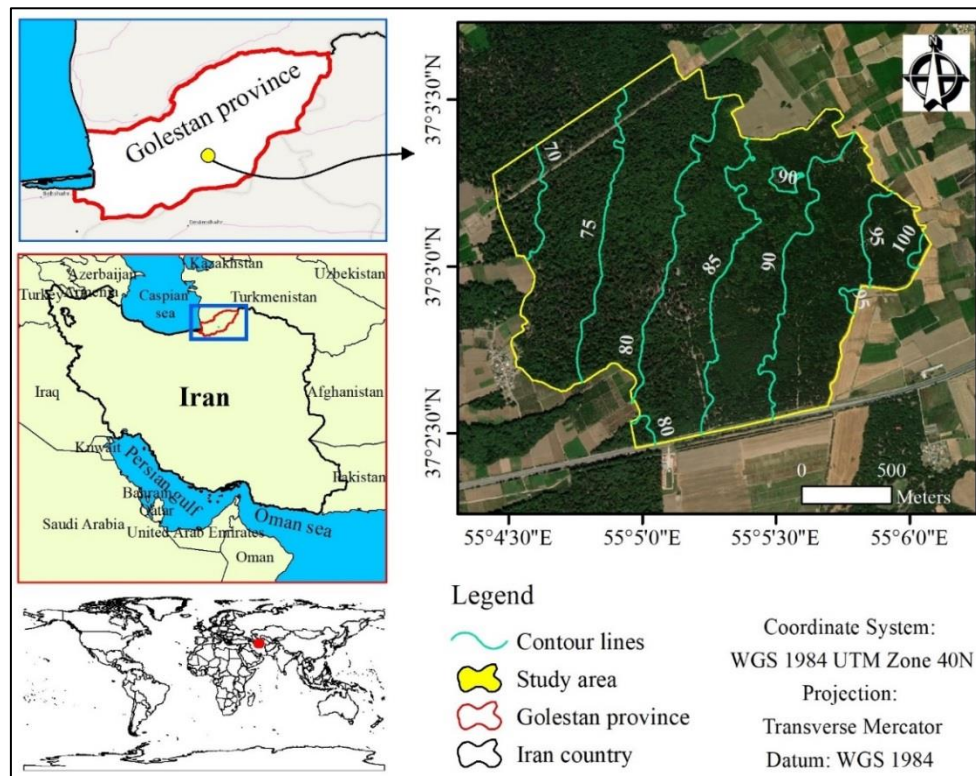 Golestan province
Azerbaijan
Kazakhstan
Uzbekistan
Turkey
Armenia
Caspian
sea
Turkmenistan
Iraq
Iran
Afghanistan
Kuwait
Persian gulf
Pakistan
Bahrain
Qatar
Saudi Arabia
United Arab Emirates
Oman sea
Oman
N
37°3'30"N
37°3'0"N
37°2'30"N
70
75
80
85
90
90
95
100
95
80
0 500
Meters
55°4'30"E 55°5'0"E 55°5'30"E 55°6'0"E
Legend
Contour lines
Study area
Golestan province
Iran country
Coordinate System:
WGS 1984 UTM Zone 40N
Projection:
Transverse Mercator
Datum: WGS 1984